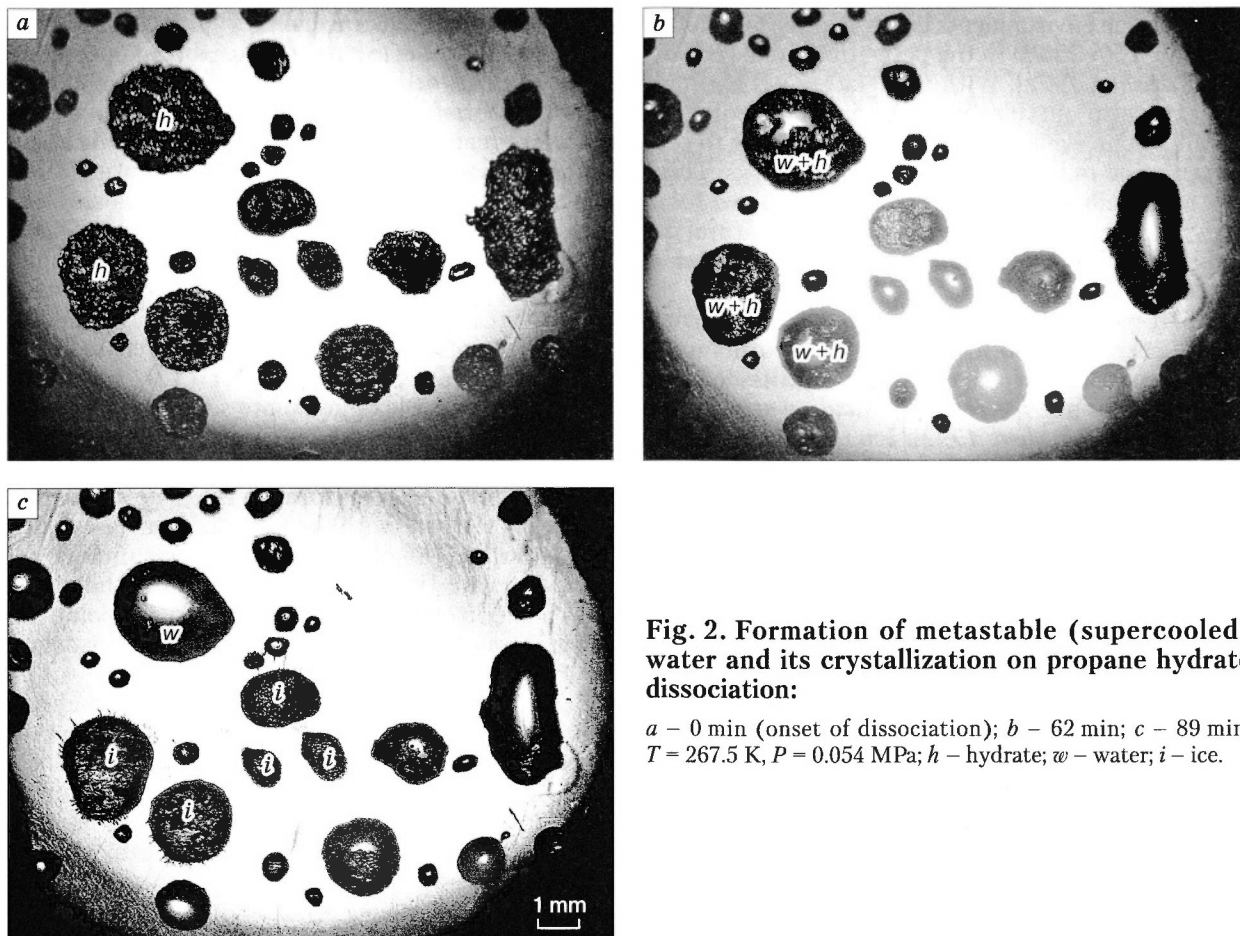 a
h
h
b
w + h
w + h
w + h
c
w
i
i
i
i
i
1 mm
Fig. 2. Formation of metastable (supercooled
water and its crystallization on propane hydrate
dissociation:
a – 0 min (onset of dissociation); b – 62 min; c – 89 min
T = 267.5 K, P = 0.054 MPa; h – hydrate; w – water; i – ice.